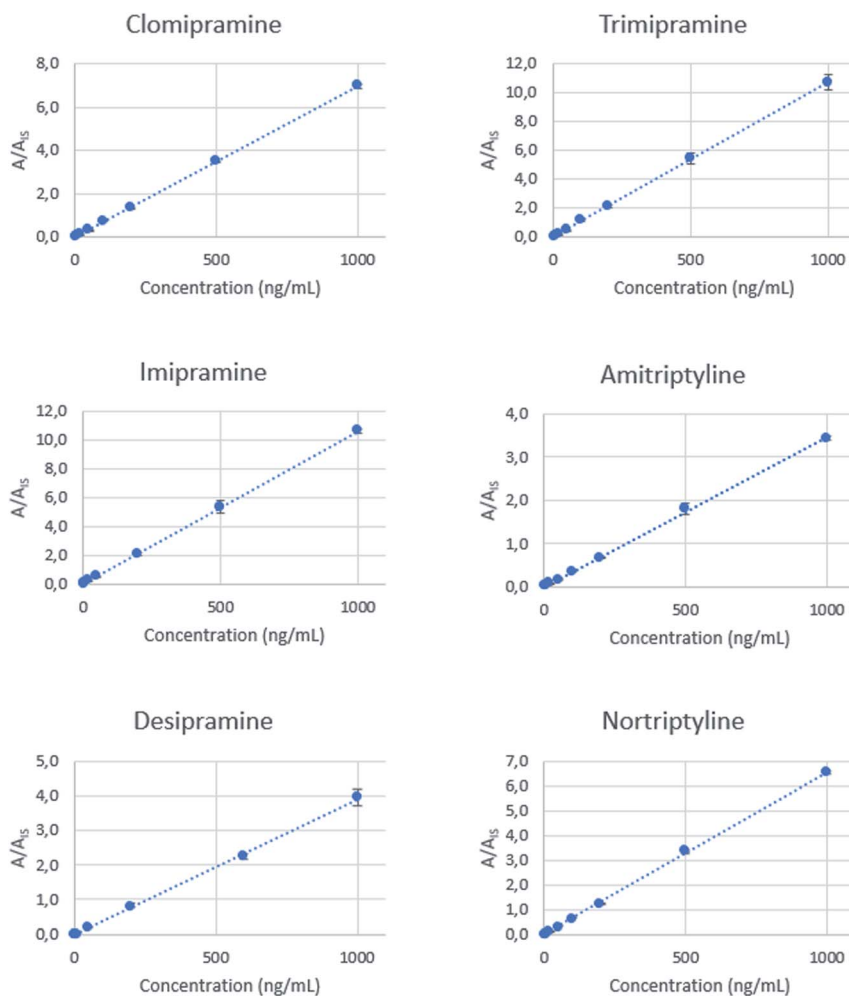 Clomipramine
8,0
6,0
4,0
2,0
0,0
A/A_IS
0 500 1000
Concentration (ng/mL)
Trimipramine
12,0
10,0
8,0
6,0
4,0
2,0
0,0
A/A_IS
0 500 1000
Concentration (ng/mL)
Imipramine
12,0
10,0
8,0
6,0
4,0
2,0
0,0
A/A_IS
0 500 1000
Concentration (ng/mL)
Amitriptyline
4,0
3,0
2,0
1,0
0,0
A/A_IS
0 500 1000
Concentration (ng/mL)
Desipramine
5,0
4,0
3,0
2,0
1,0
0,0
A/A_IS
0 500 1000
Concentration (ng/mL)
Nortriptyline
7,0
6,0
5,0
4,0
3,0
2,0
1,0
0,0
A/A_IS
0 500 1000
Concentration (ng/mL)